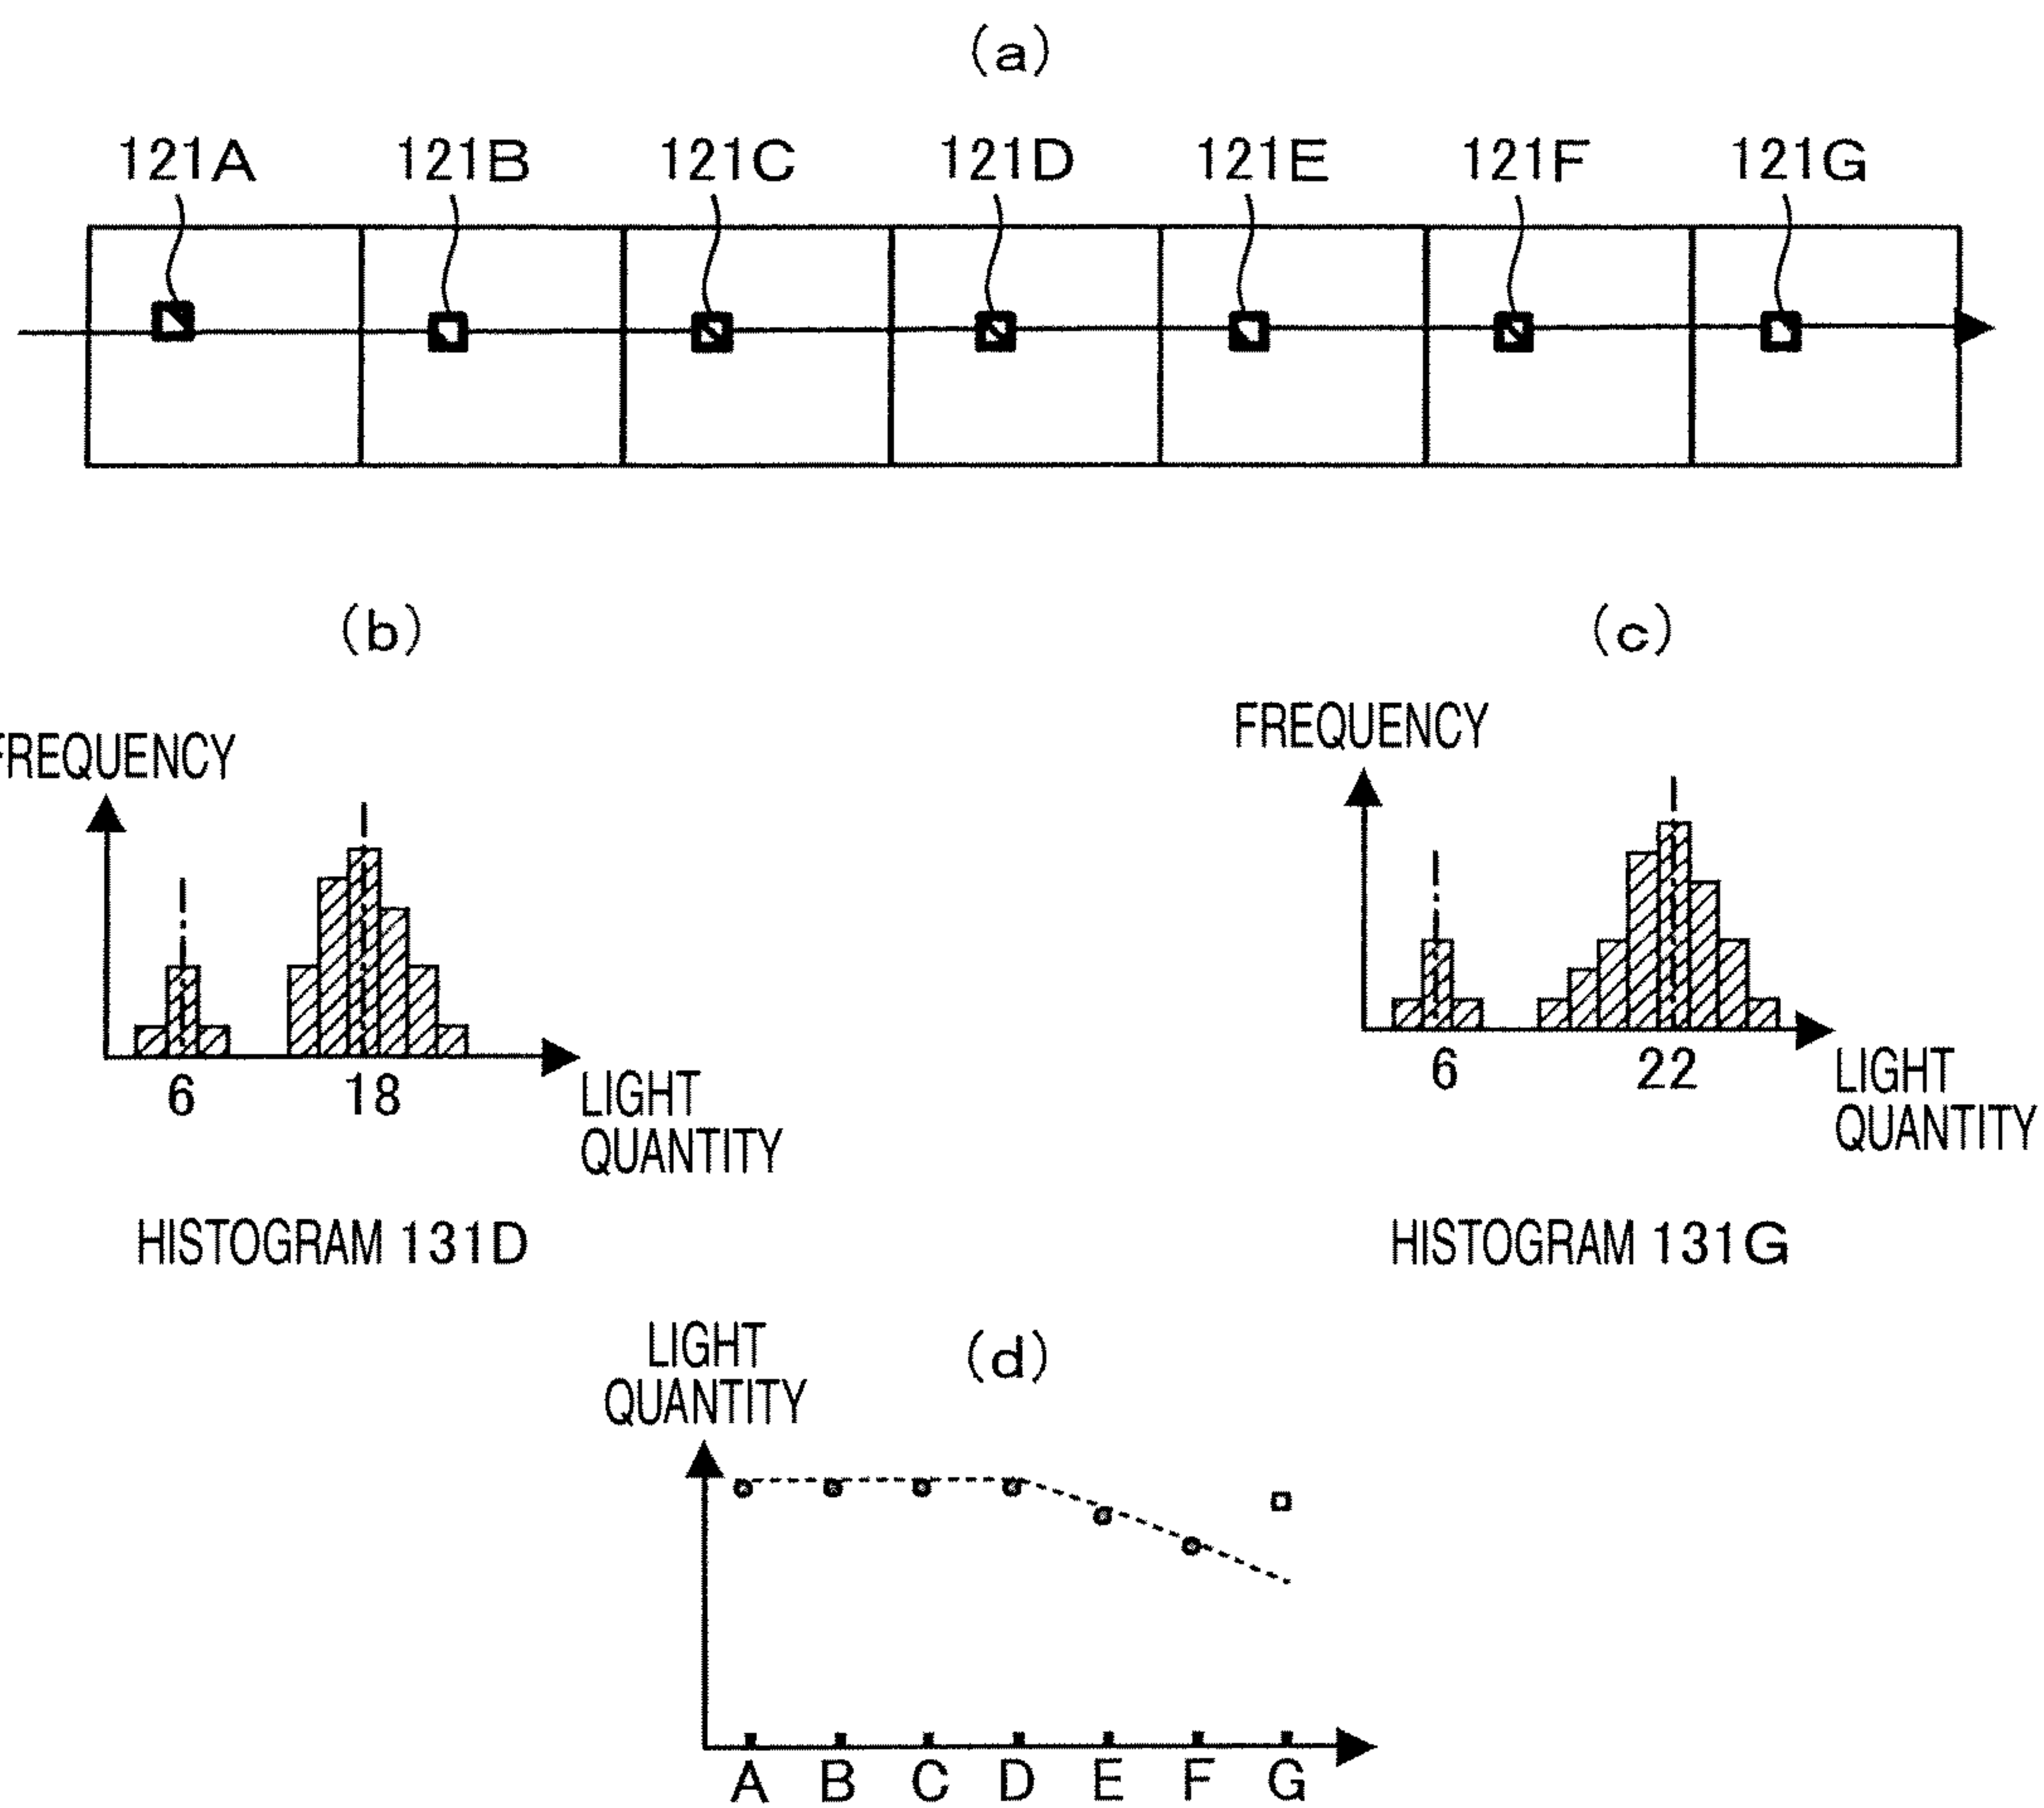 (a)
121A 121B 121C 121D 121E 121F 121G
(b)
(c)
FREQUENCY
6 18
LIGHT
QUANTITY
HISTOGRAM 131D
FREQUENCY
6 22
LIGHT
QUANTITY
HISTOGRAM 131G
(d)
LIGHT
QUANTITY
A B C D E F G